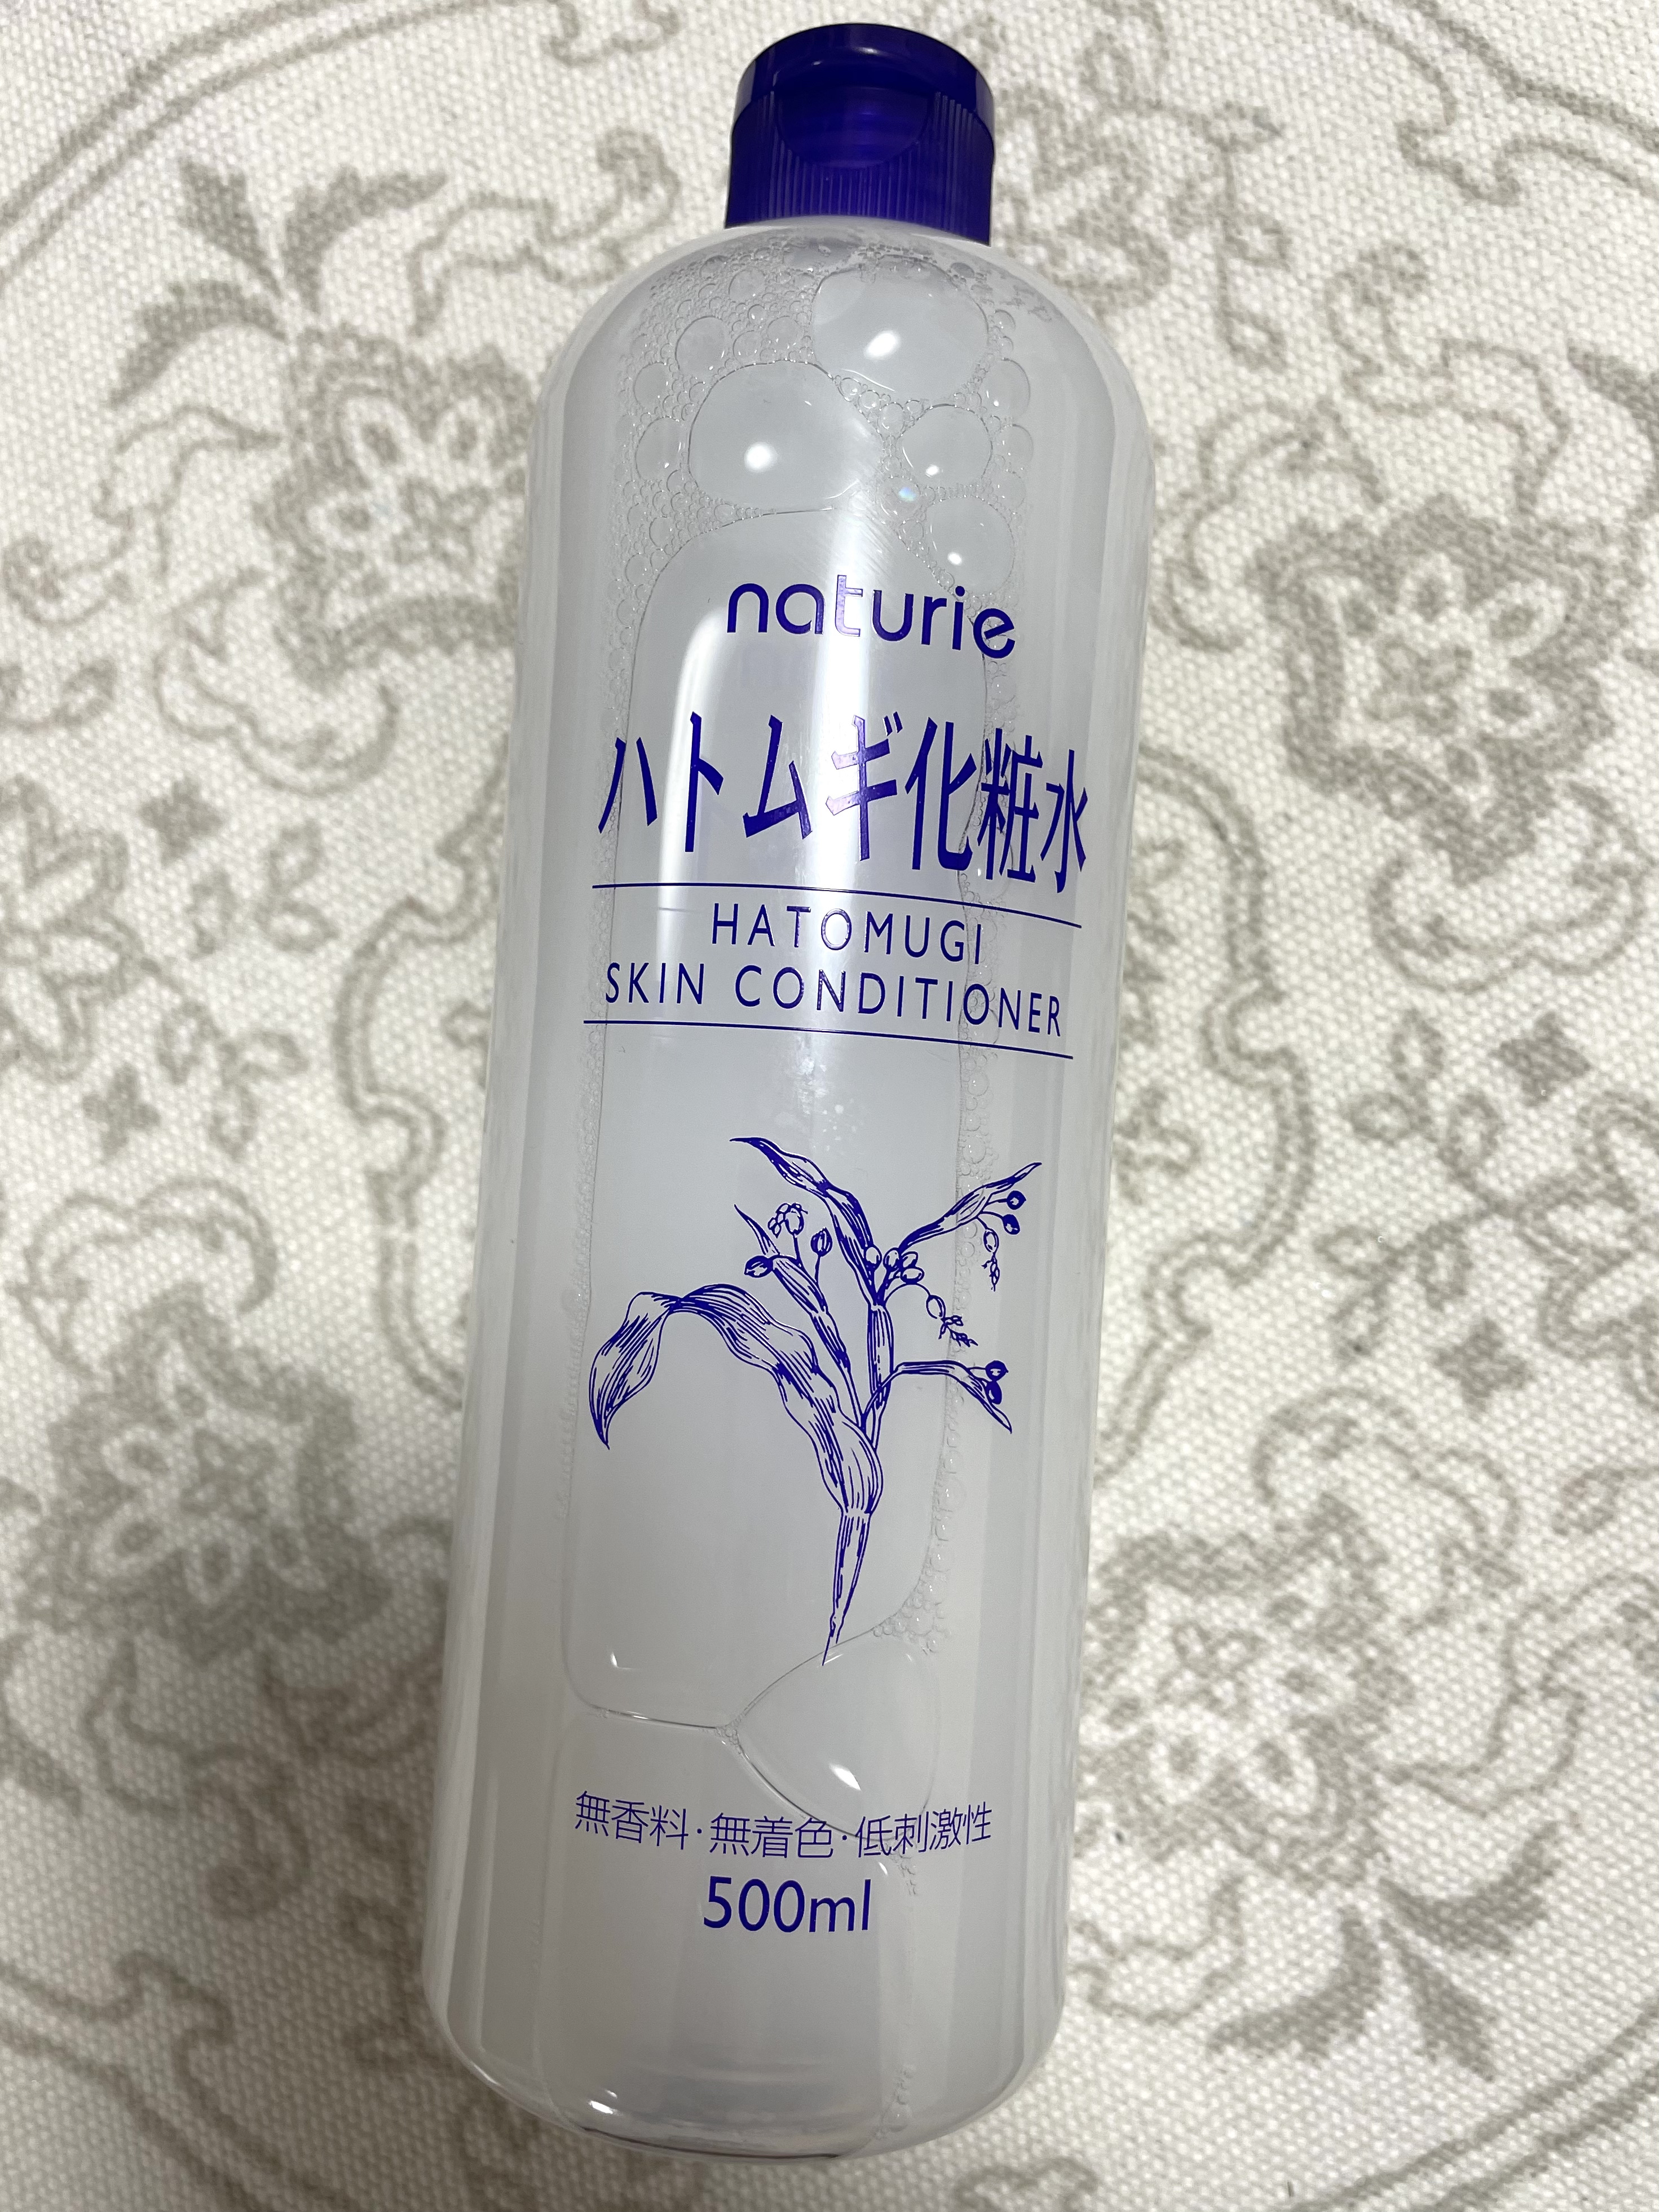 naturie
ハトムギ化粧水
HATOMUGI
SKIN CONDITIONER
無香料·無着色·低刺激性
500ml